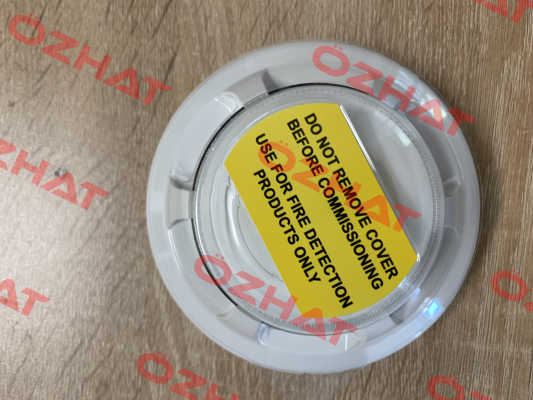 DO NOT REMOVE COVER
BEFORE COMMISSIONING
USE FOR FIRE DETECTION
PRODUCTS ONLY
ÖZHAT
ÖZHAT
ÖZHAT
ÖZHAT
ÖZHAT
ÖZHAT
ÖZHAT
ÖZHAT